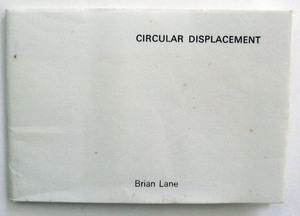 CIRCULAR DISPLACEMENT
Brian Lane